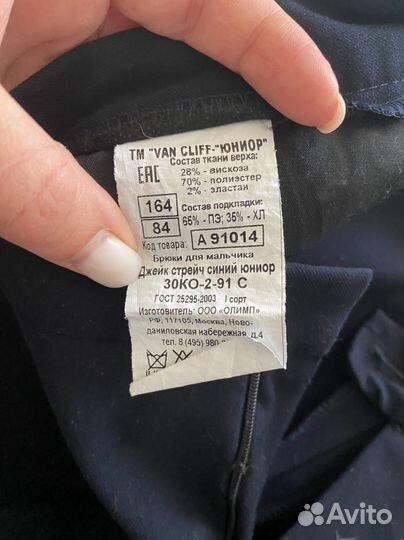 ТМ "VAN CLIFF-"ЮНИОР"
Состав ткани верха:
EAC
28% - вискоза
70% - полиэстер
2% - эластан
164
84
Состав подкладки:
65% - ПЭ; 35% - ХЛ
Код товара: А 91014
Брюки для мальчика
Джейк стрейч синий юниор
30КО-2-91 С
ГОСТ 25295-2003 I сорт
Изготовитель: ООО «ОЛИМП»
РФ, 117105, Москва, Ново-
даниловская набережная д.4
тел. 8 (495) 980-
Avito